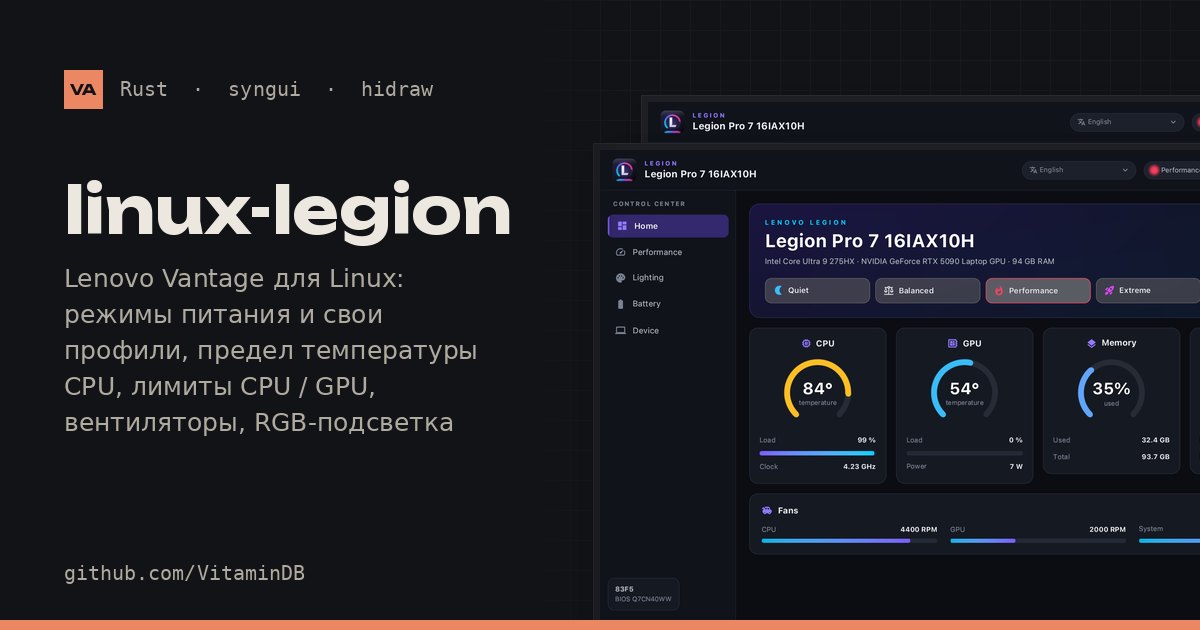 VA Rust · syngui · hidraw
linux-legion
Lenovo Vantage для Linux:
режимы питания и свои
профили, предел температуры
CPU, лимиты CPU / GPU,
вентиляторы, RGB-подсветка
github.com/VitaminDB
LEGION
Legion Pro 7 16IAX10H
English
LEGION
Legion Pro 7 16IAX10H
English
Performance
CONTROL CENTER
Home
Performance
Lighting
Battery
Device
83F5
BIOS Q7CN40WW
LENOVO LEGION
Legion Pro 7 16IAX10H
Intel Core Ultra 9 275HX · NVIDIA GeForce RTX 5090 Laptop GPU · 94 GB RAM
Quiet Balanced Performance Extreme
CPU
84°
temperature
Load 99 %
Clock 4.23 GHz
GPU
54°
temperature
Load 0 %
Power 7 W
Memory
35%
used
Used 32.4 GB
Total 93.7 GB
Fans
CPU 4400 RPM GPU 2000 RPM System